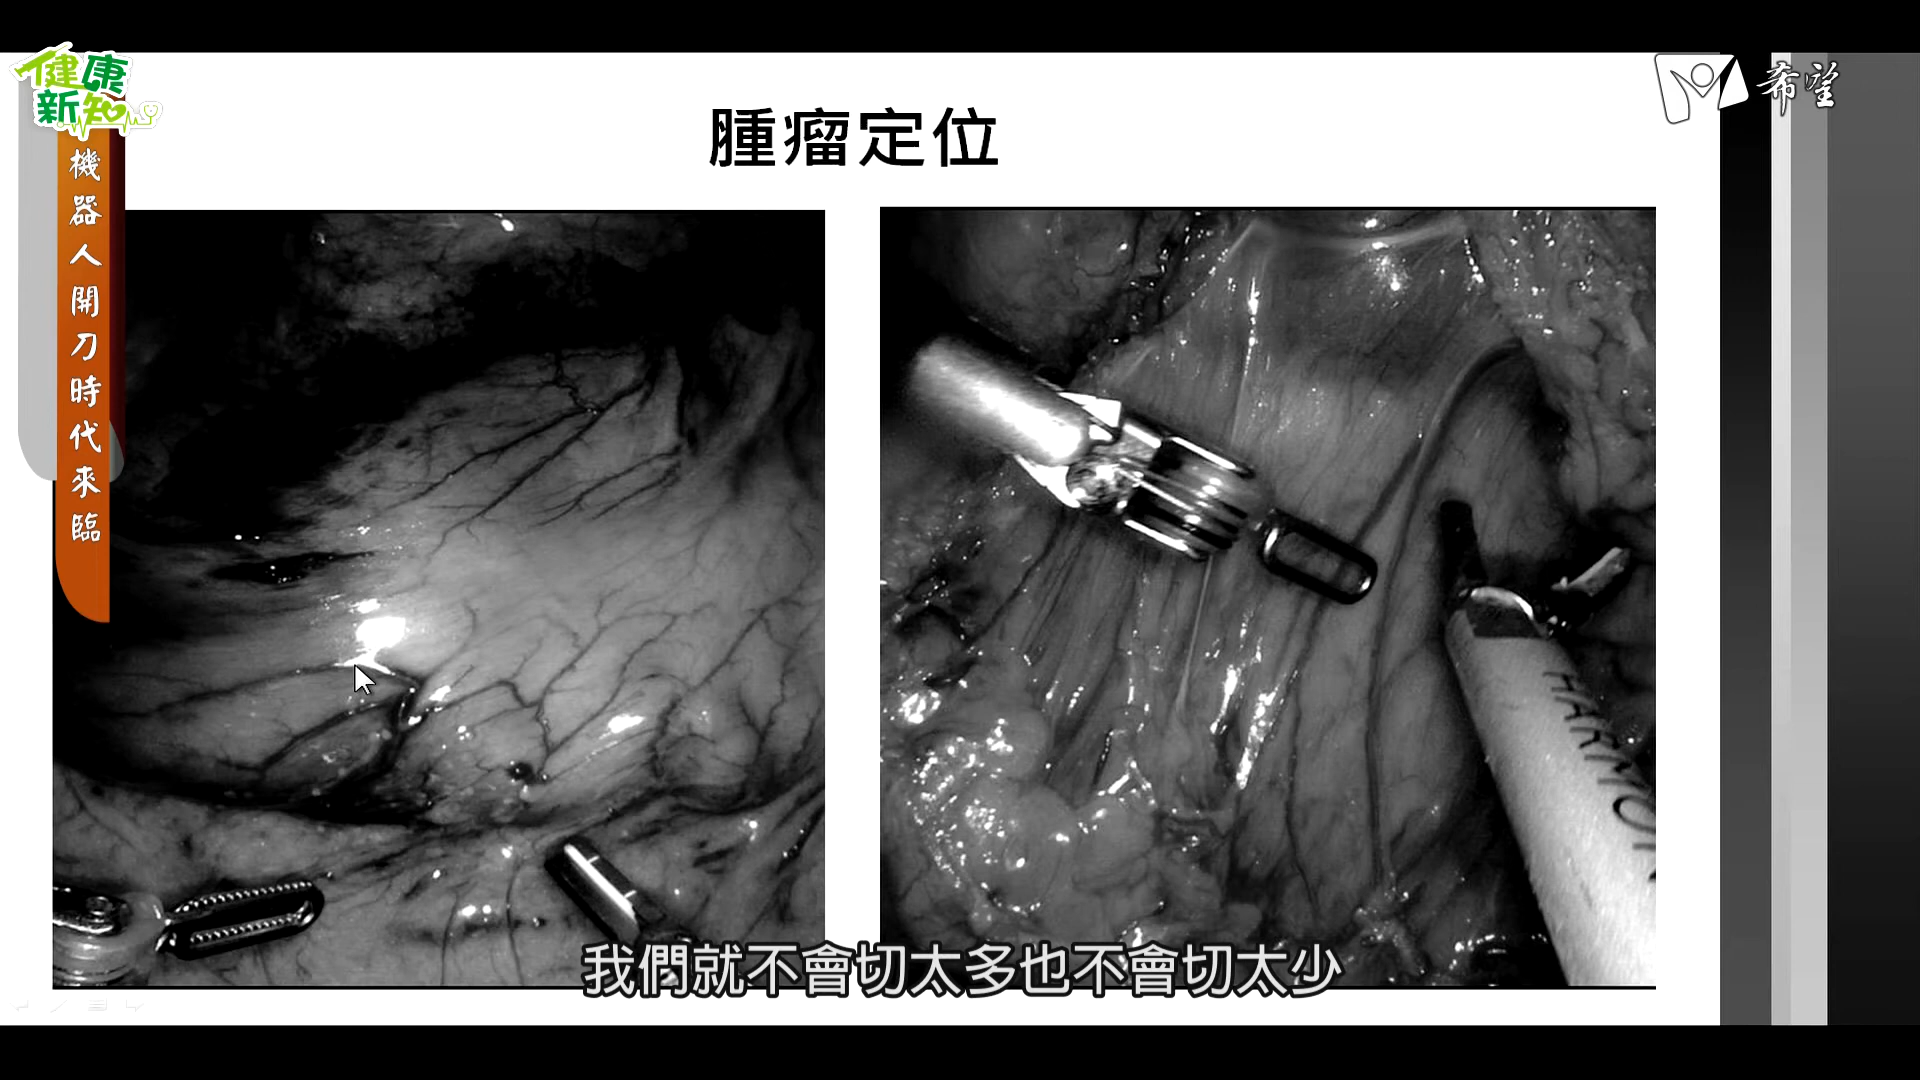 健康
新知
希望
機器人開刀時代來臨
腫瘤定位
HARMO
我們就不會切太多也不會切太少